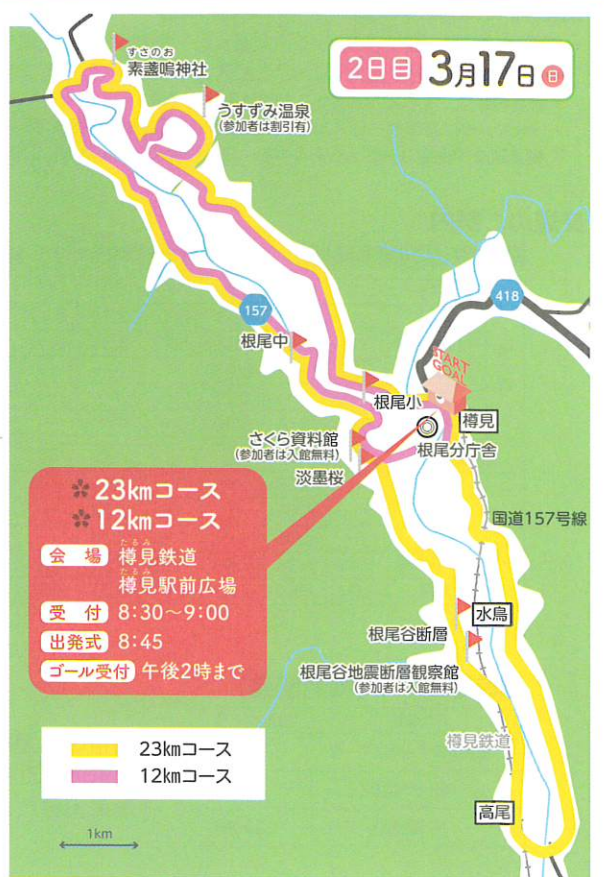 2日目 3月17日 日
すさのお
素盞嗚神社
うすずみ温泉
(参加者は割引有)
418
157
根尾中
START
GOAL
根尾小
樽見
根尾分庁舎
さくら資料館
(参加者は入館無料)
淡墨桜
23kmコース
12kmコース
会場 樽見鉄道
たるみ
樽見駅前広場
たるみ
受付 8:30～9:00
出発式 8:45
ゴール受付 午後2時まで
国道157号線
水鳥
根尾谷断層
根尾谷地震断層観察館
(参加者は入館無料)
樽見鉄道
高尾
23kmコース
12kmコース
1km